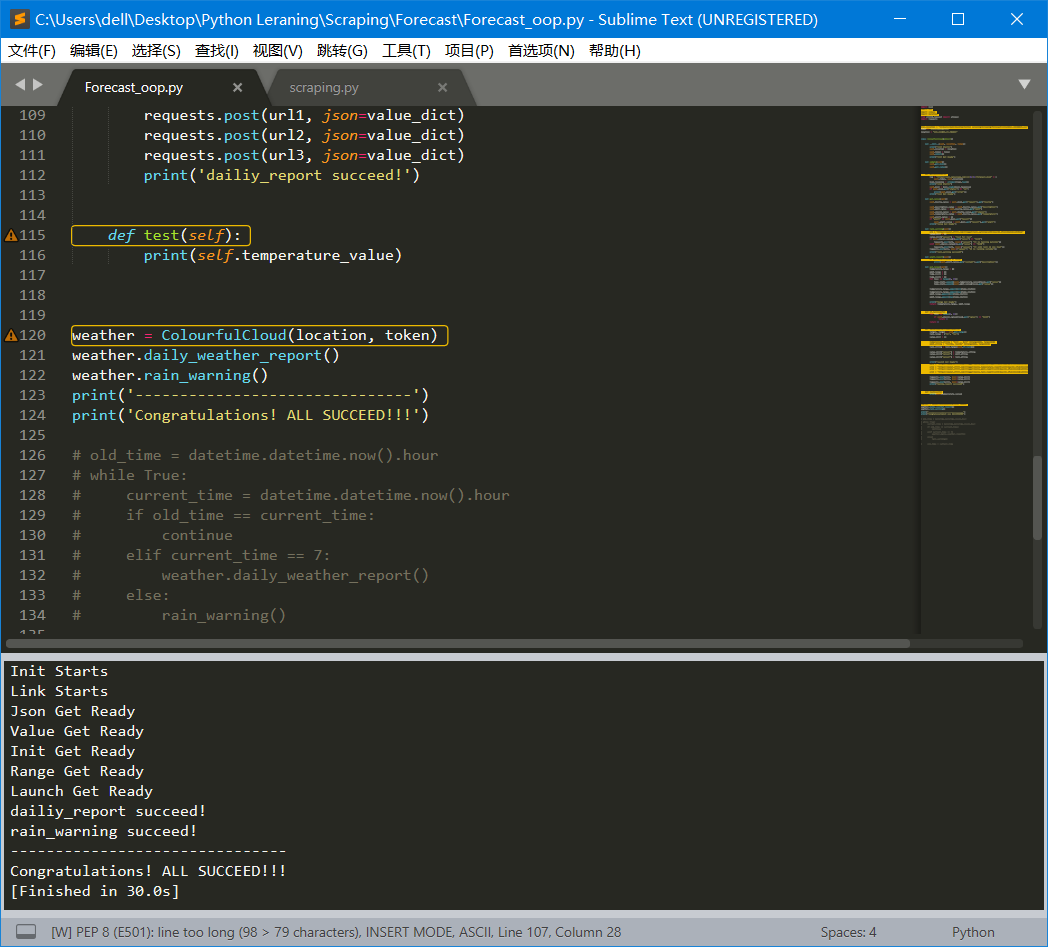 C:\Users\dell\Desktop\Python Leraning\Scraping\Forecast\Forecast_oop.py - Sublime Text (UNREGISTERED)
文件(F) 编辑(E) 选择(S) 查找(I) 视图(V) 跳转(G) 工具(T) 项目(P) 首选项(N) 帮助(H)
Forecast_oop.py scraping.py
109 requests.post(url1, json=value_dict)
110 requests.post(url2, json=value_dict)
111 requests.post(url3, json=value_dict)
112 print('dailiy_report succeed!')
113
114
115 def test(self):
116 print(self.temperature_value)
117
118
119
120 weather = ColourfulCloud(location, token)
121 weather.daily_weather_report()
122 weather.rain_warning()
123 print('-------------------------------')
124 print('Congratulations! ALL SUCCEED!!!')
125
126 # old_time = datetime.datetime.now().hour
127 # while True:
128 #     current_time = datetime.datetime.now().hour
129 #     if old_time == current_time:
130 #         continue
131 #     elif current_time == 7:
132 #         weather.daily_weather_report()
133 #     else:
134 #         rain_warning()
135
Init Starts
Link Starts
Json Get Ready
Value Get Ready
Init Get Ready
Range Get Ready
Launch Get Ready
dailiy_report succeed!
rain_warning succeed!
-------------------------------
Congratulations! ALL SUCCEED!!!
[Finished in 30.0s]
[W] PEP 8 (E501): line too long (98 > 79 characters), INSERT MODE, ASCII, Line 107, Column 28 Spaces: 4 Python